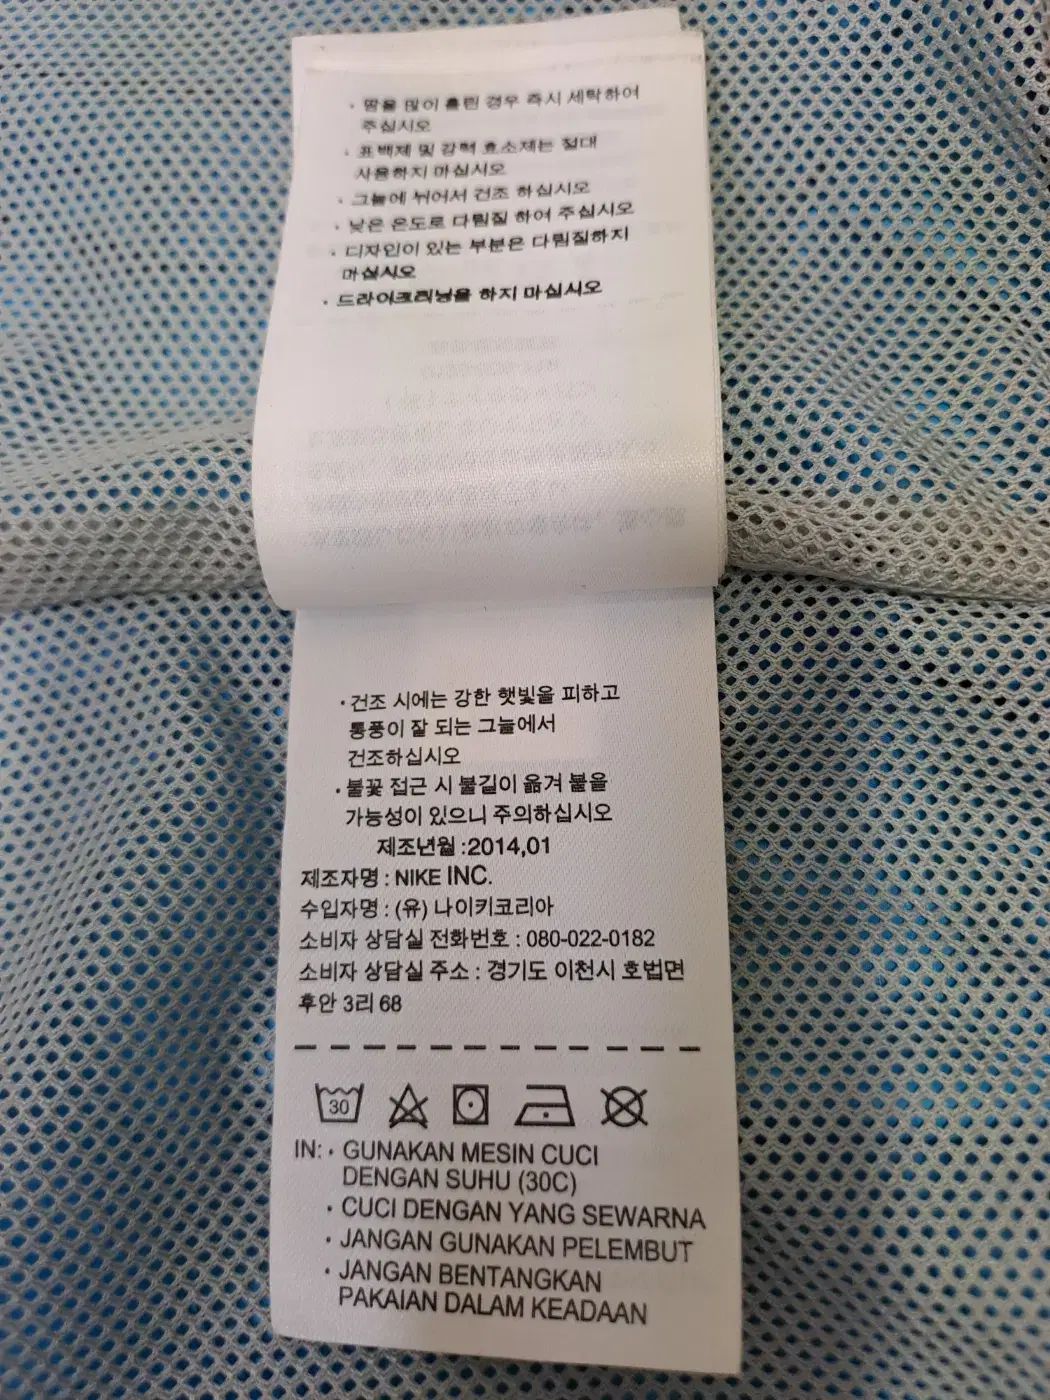 · 땀을 많이 흘린 경우 즉시 세탁하여
주십시오
· 표백제 및 강력 효소제는 절대
사용하지 마십시오
· 그늘에 뉘어서 건조 하십시오
· 낮은 온도로 다림질 하여 주십시오
· 디자인이 있는 부분은 다림질하지
마십시오
· 드라이크리닝을 하지 마십시오
· 건조 시에는 강한 햇빛을 피하고
통풍이 잘 되는 그늘에서
건조하십시오
· 불꽃 접근 시 불길이 옮겨 붙을
가능성이 있으니 주의하십시오
제조년월 :2014,01
제조자명 : NIKE INC.
수입자명 : (유) 나이키코리아
소비자 상담실 전화번호 : 080-022-0182
소비자 상담실 주소 : 경기도 이천시 호법면
후안 3리 68
30
IN: · GUNAKAN MESIN CUCI
DENGAN SUHU (30C)
· CUCI DENGAN YANG SEWARNA
· JANGAN GUNAKAN PELEMBUT
· JANGAN BENTANGKAN
PAKAIAN DALAM KEADAAN